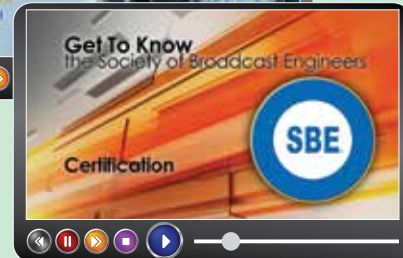 Get To Know
the Society of Broadcast Engineers
SBE
Certification